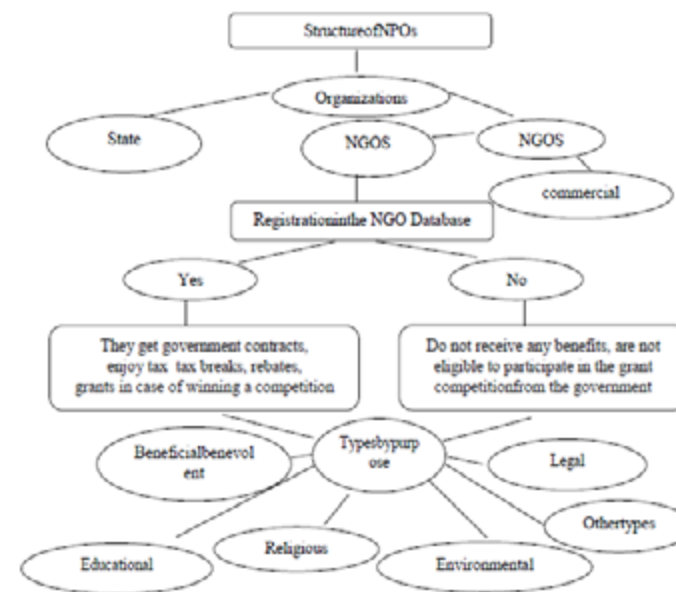 StructureofNPOs
Organizations
State
NGOS
NGOS
commercial
Registrationinthe NGO Database
Yes
No
They get government contracts,
enjoy tax tax breaks, rebates,
grants in case of winning a competition
Do not receive any benefits, are not
eligible to participate in the grant
competitionfrom the government
Beneficialbenevol
ent
Typesbypurp
ose
Legal
Othertypes
Educational
Religious
Environmental